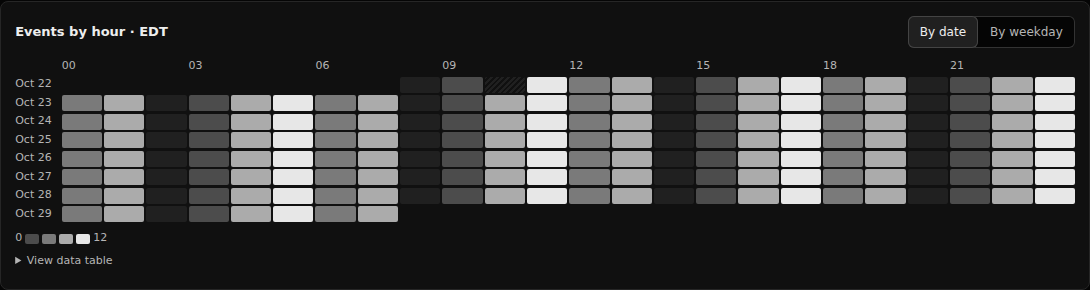 Events by hour · EDT
By date By weekday
00 03 06 09 12 15 18 21
Oct 22
Oct 23
Oct 24
Oct 25
Oct 26
Oct 27
Oct 28
Oct 29
0 12
View data table